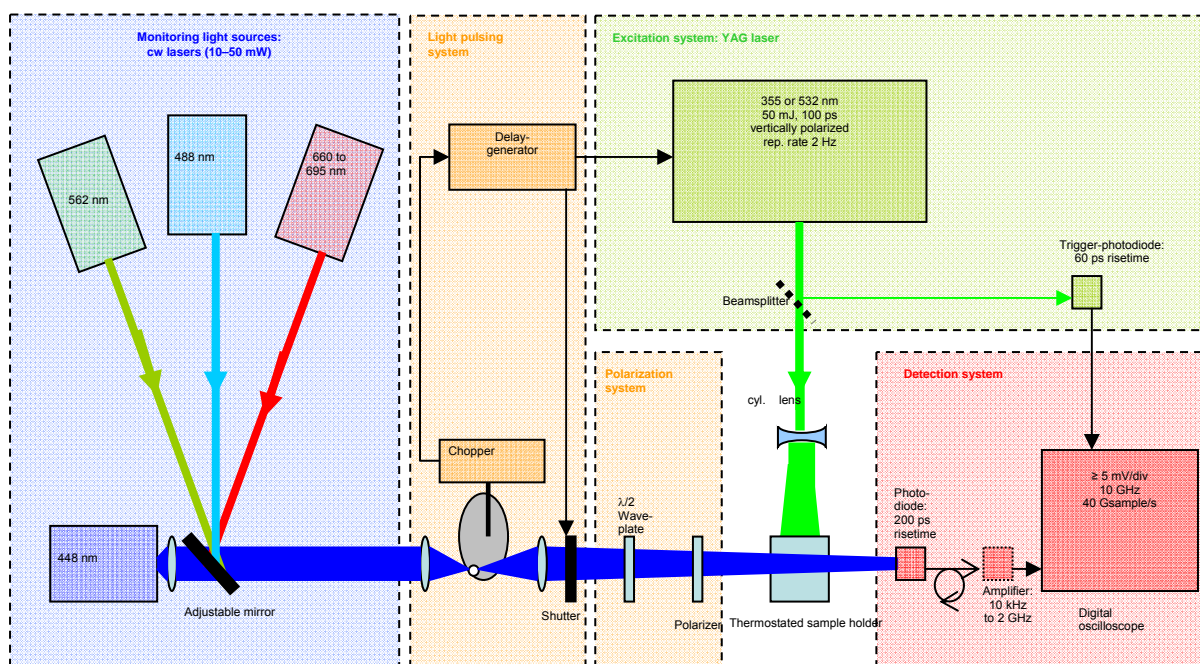 Monitoring light sources:
cw lasers (10–50 mW)
562 nm
488 nm
660 to
695 nm
448 nm
Adjustable mirror
Light pulsing
system
Delay-
generator
Chopper
Shutter
Excitation system: YAG laser
355 or 532 nm
50 mJ, 100 ps
vertically polarized
rep. rate 2 Hz
Beamsplitter
Trigger-photodiode:
60 ps risetime
Polarization
system
λ/2
Wave-
plate
Polarizer
cyl. lens
Thermostated sample holder
Detection system
Photo-
diode:
200 ps
risetime
Amplifier:
10 kHz
to 2 GHz
≥ 5 mV/div
10 GHz
40 Gsample/s
Digital
oscilloscope